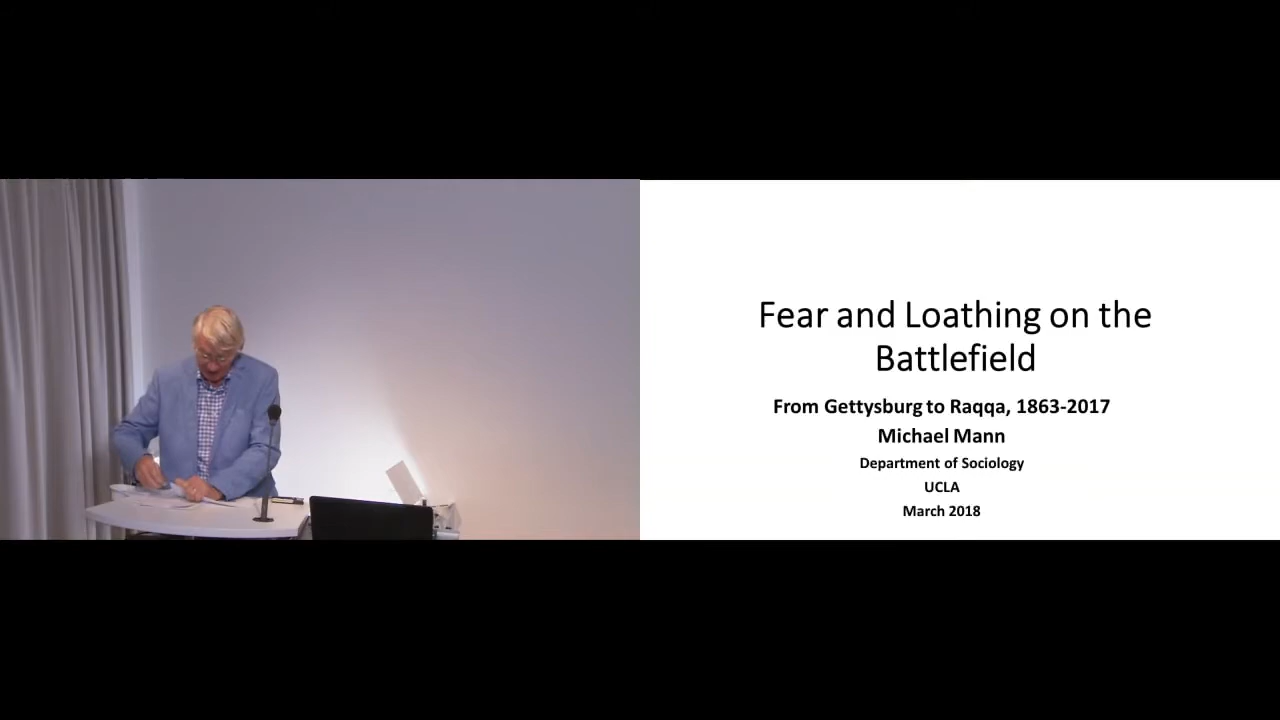 Fear and Loathing on the
Battlefield
From Gettysburg to Raqqa, 1863-2017
Michael Mann
Department of Sociology
UCLA
March 2018